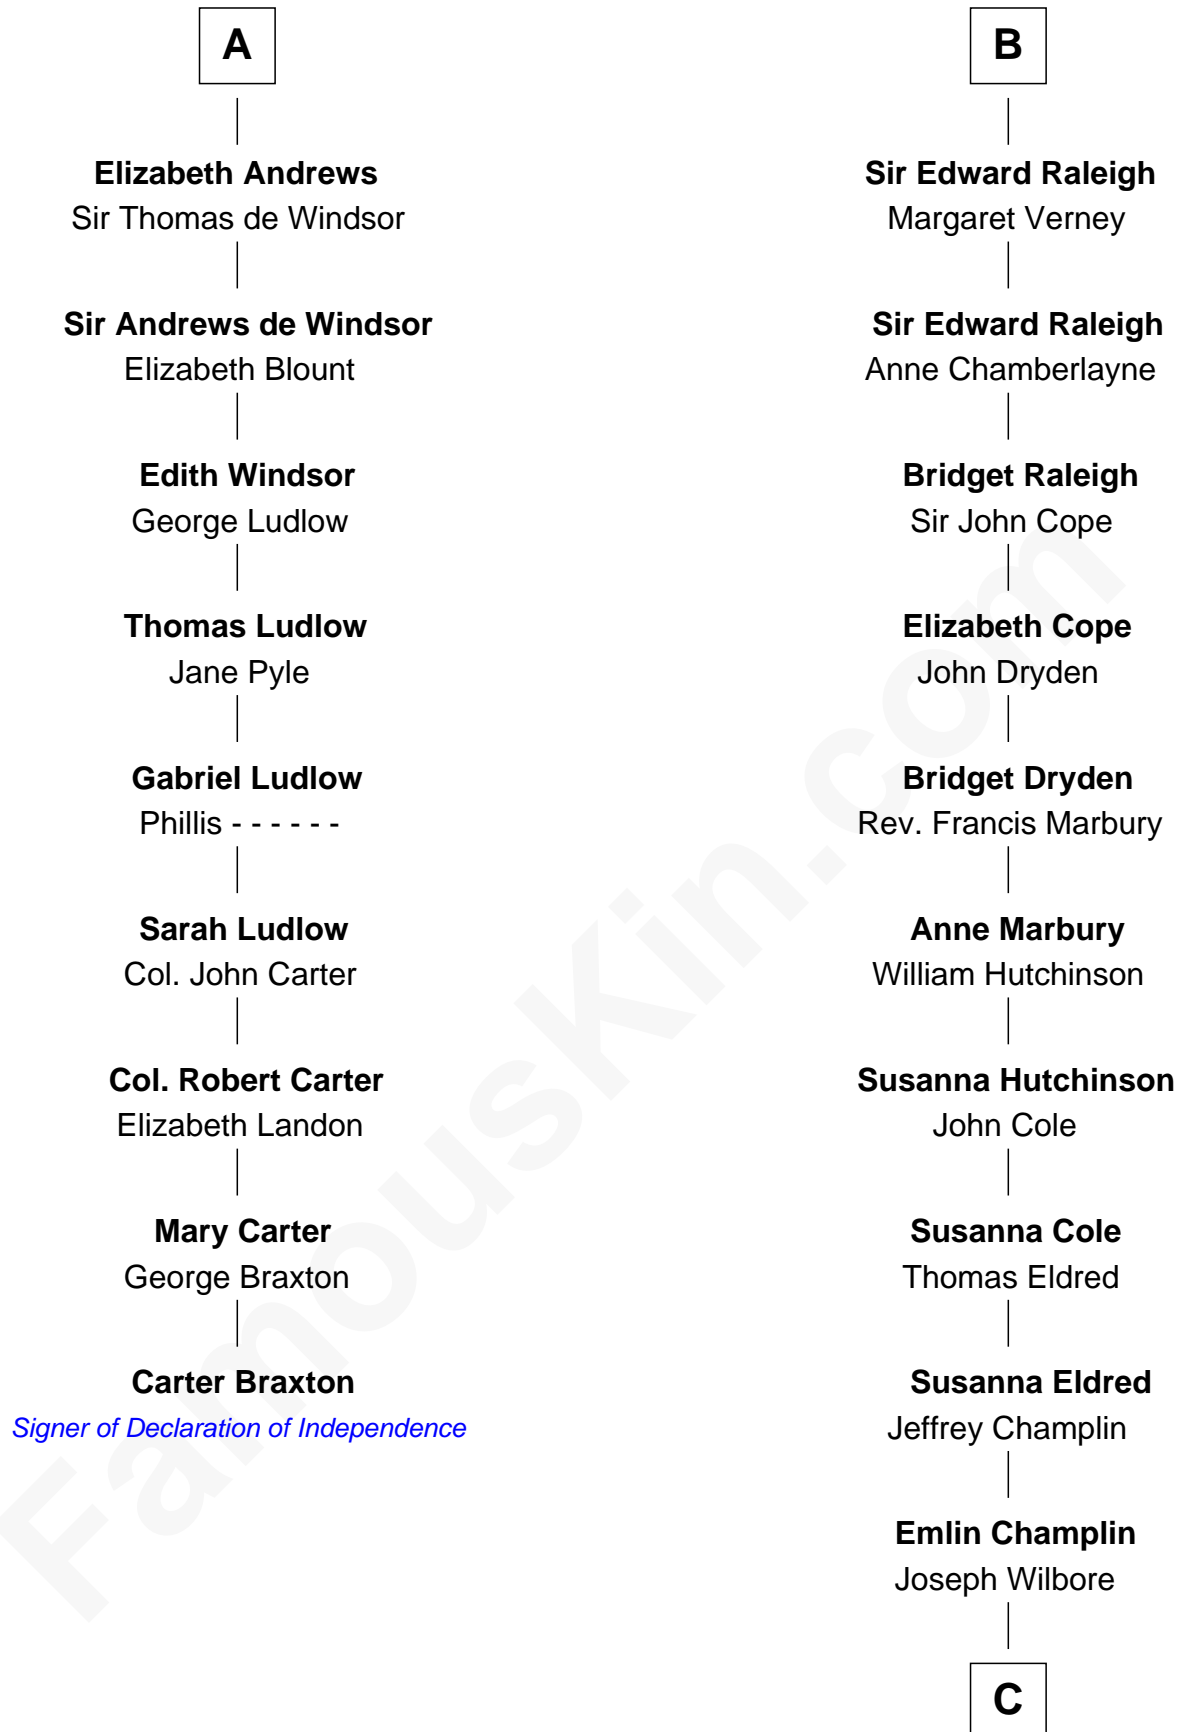 A
Elizabeth Andrews
Sir Thomas de Windsor
Sir Andrews de Windsor
Elizabeth Blount
Edith Windsor
George Ludlow
Thomas Ludlow
Jane Pyle
Gabriel Ludlow
Phillis - - - - - -
Sarah Ludlow
Col. John Carter
Col. Robert Carter
Elizabeth Landon
Mary Carter
George Braxton
Carter Braxton
Signer of Declaration of Independence
B
Sir Edward Raleigh
Margaret Verney
Sir Edward Raleigh
Anne Chamberlayne
Bridget Raleigh
Sir John Cope
Elizabeth Cope
John Dryden
Bridget Dryden
Rev. Francis Marbury
Anne Marbury
William Hutchinson
Susanna Hutchinson
John Cole
Susanna Cole
Thomas Eldred
Susanna Eldred
Jeffrey Champlin
Emlin Champlin
Joseph Wilbore
C
FamousKin.com